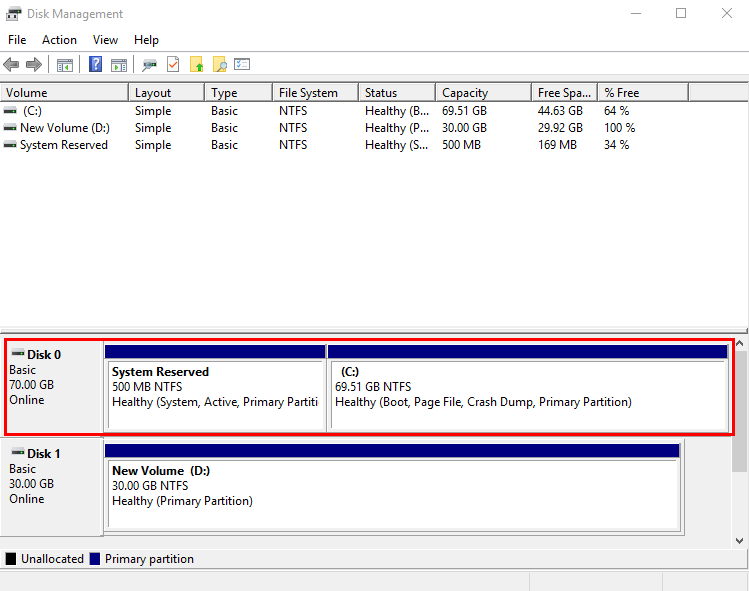 Disk Management
File Action View Help
Volume Layout Type File System Status Capacity Free Spa... % Free
(C:) Simple Basic NTFS Healthy (B... 69.51 GB 44.63 GB 64 %
New Volume (D:) Simple Basic NTFS Healthy (P... 30.00 GB 29.92 GB 100 %
System Reserved Simple Basic NTFS Healthy (S... 500 MB 169 MB 34 %
Disk 0
Basic
70.00 GB
Online
System Reserved
500 MB NTFS
Healthy (System, Active, Primary Partiti
(C:)
69.51 GB NTFS
Healthy (Boot, Page File, Crash Dump, Primary Partition)
Disk 1
Basic
30.00 GB
Online
New Volume (D:)
30.00 GB NTFS
Healthy (Primary Partition)
Unallocated Primary partition